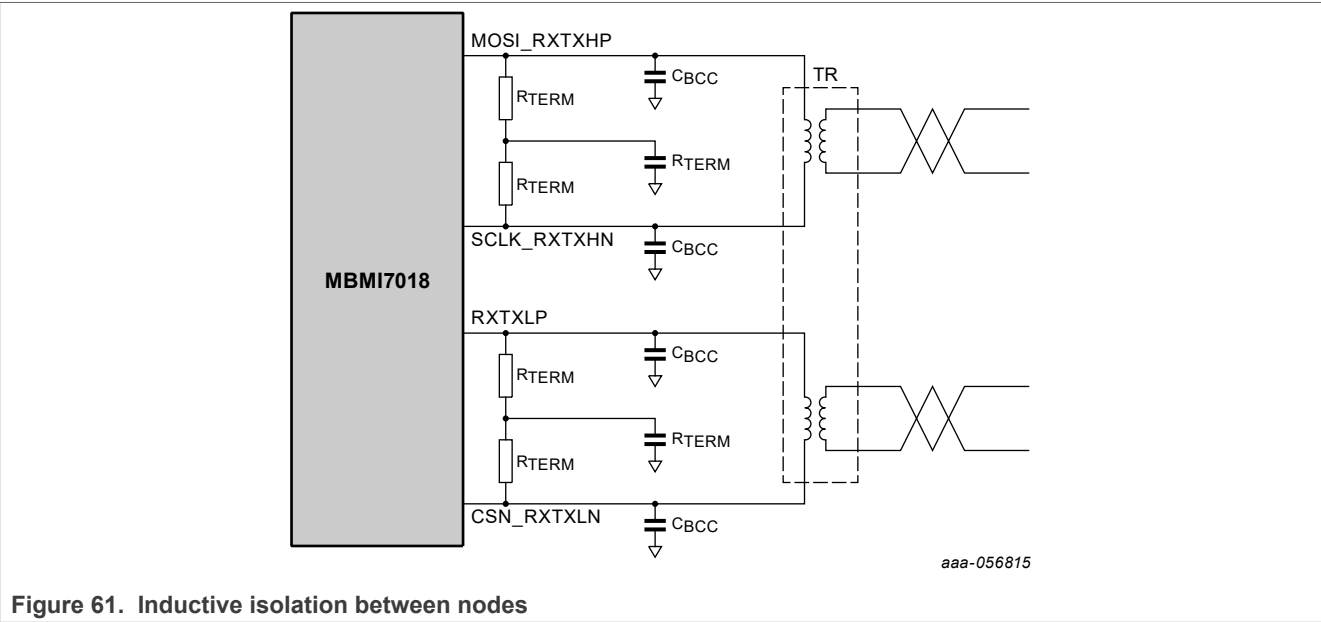 MOSI_RXTXHP
CBCC
TR
RTERM
RTERM
RTERM
SCLK_RXTXHN
CBCC
MBMI7018
RXTXLP
CBCC
RTERM
RTERM
RTERM
CSN_RXTXLN
CBCC
aaa-056815
Figure 61. Inductive isolation between nodes